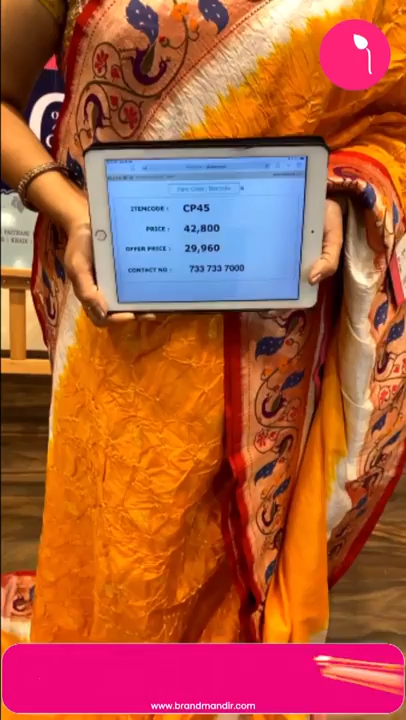 ITEMCODE : CP45
PRICE : 42,800
OFFER PRICE : 29,960
CONTACT NO : 733 733 7000
www.brandmandir.com